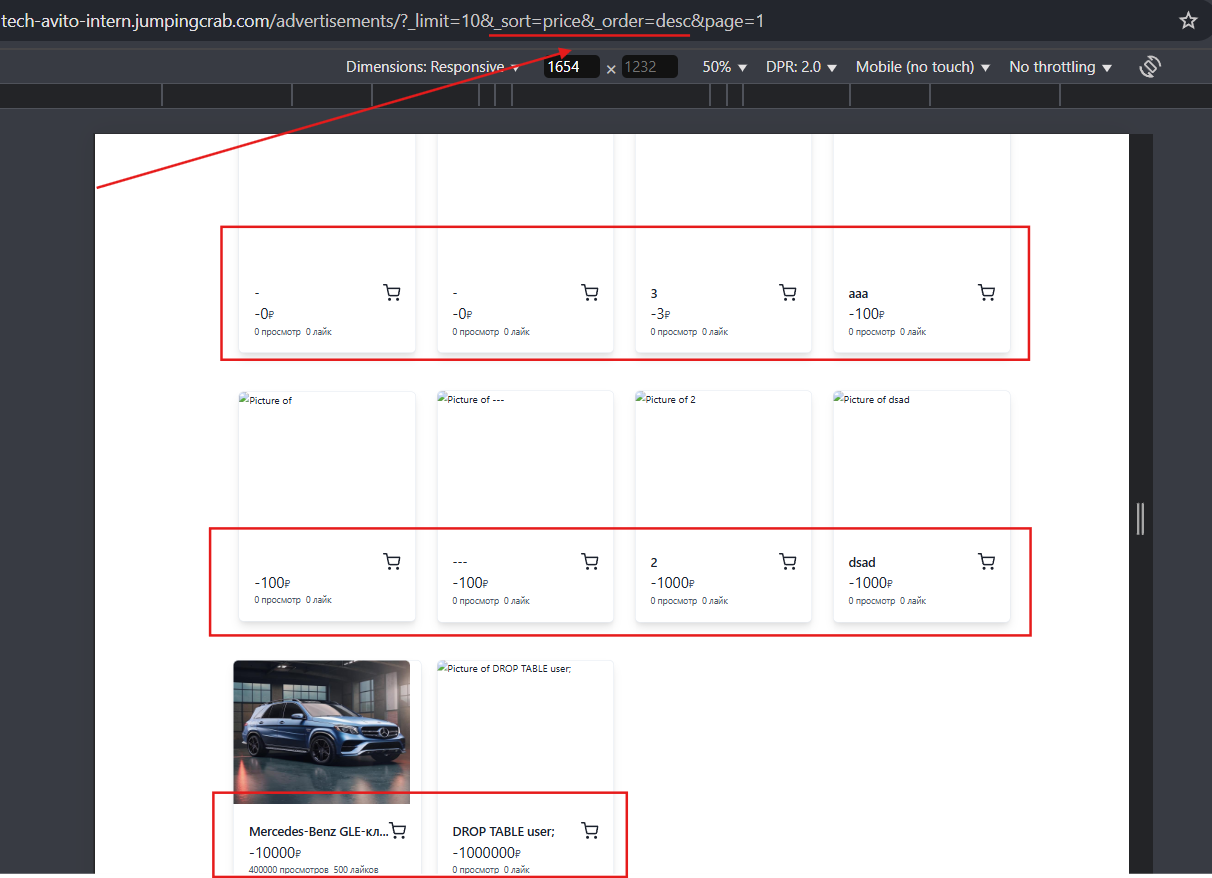 tech-avito-intern.jumpingcrab.com/advertisements/?_limit=10&_sort=price&_order=desc&page=1
Dimensions: Responsive ▼ 1654 × 1232 50% ▼ DPR: 2.0 ▼ Mobile (no touch) ▼ No throttling ▼
- - 3 aaa
-0₽ -0₽ -3₽ -100₽
0 просмотр 0 лайк 0 просмотр 0 лайк 0 просмотр 0 лайк 0 просмотр 0 лайк
Picture of Picture of --- Picture of 2 Picture of dsad
--- 2 dsad
-100₽ -100₽ -1000₽ -1000₽
0 просмотр 0 лайк 0 просмотр 0 лайк 0 просмотр 0 лайк 0 просмотр 0 лайк
Picture of DROP TABLE user;
Mercedes-Benz GLE-кл... DROP TABLE user;
-10000₽ -1000000₽
400000 просмотров 500 лайков 0 просмотр 0 лайк